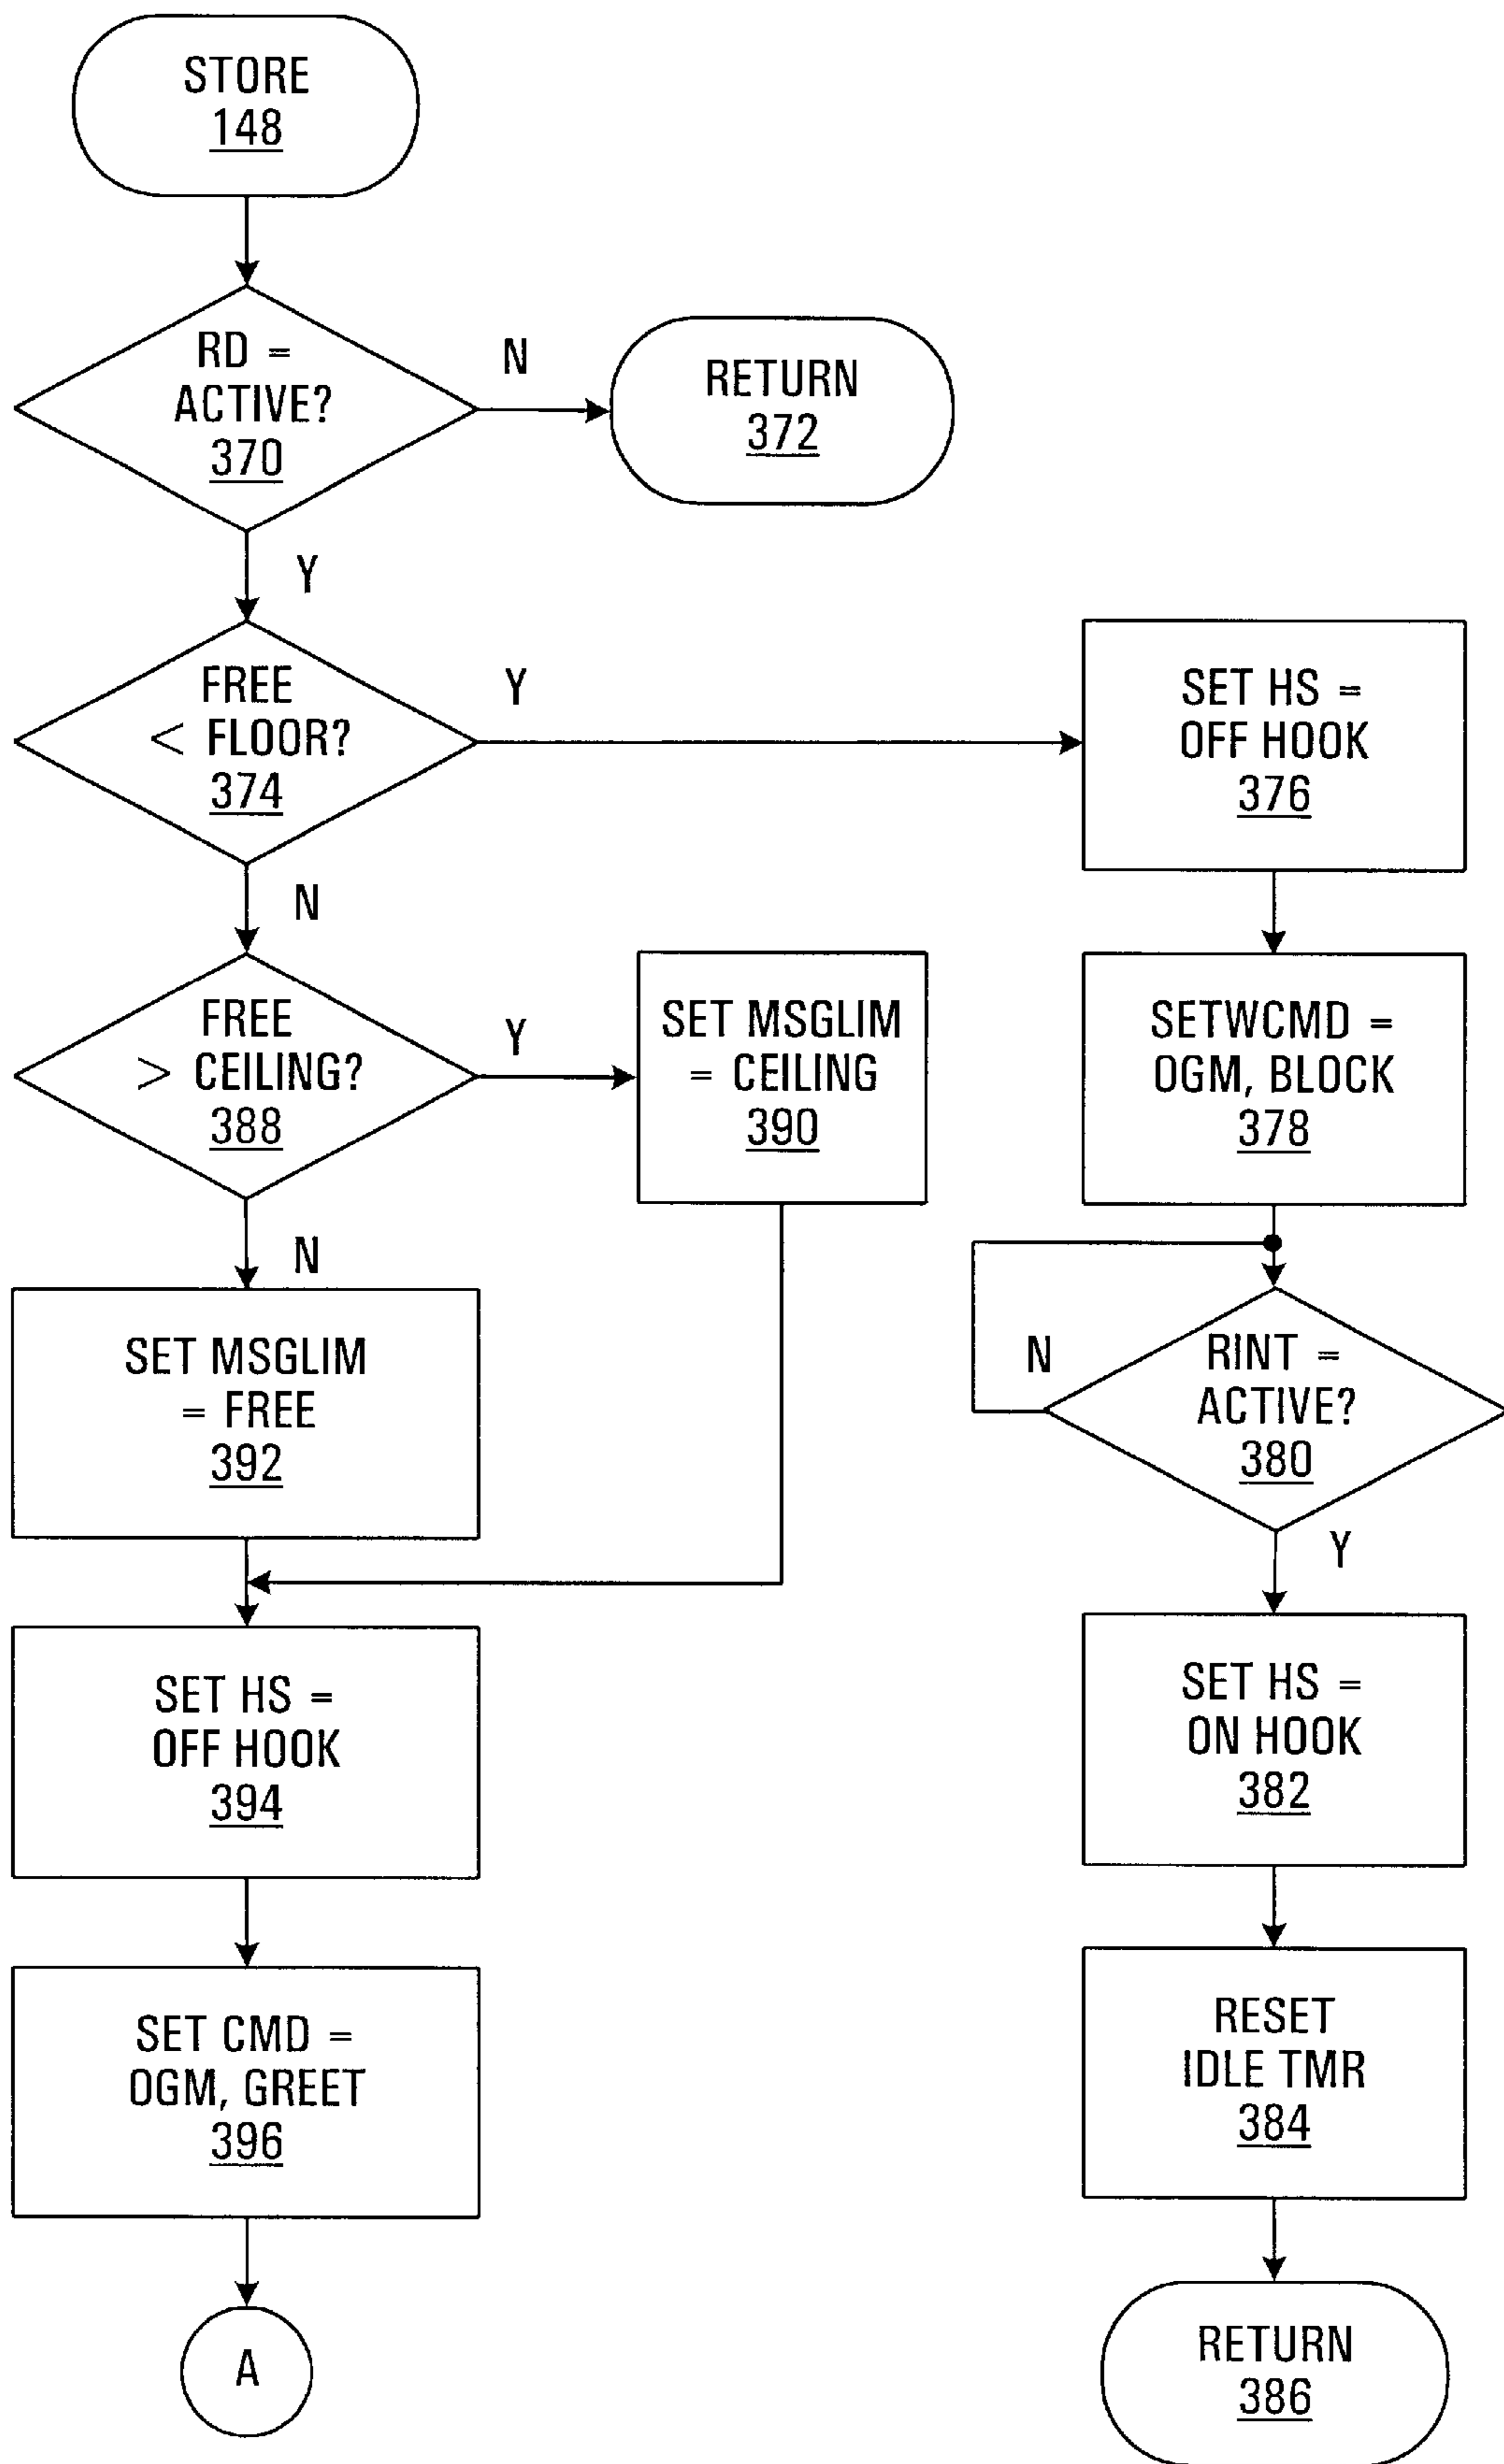 STORE
148
RD =
ACTIVE?
370
N
RETURN
372
Y
FREE
< FLOOR?
374
Y
SET HS =
OFF HOOK
376
N
FREE
> CEILING?
388
Y
SET MSGLIM
= CEILING
390
SETWCMD =
OGM, BLOCK
378
N
SET MSGLIM
= FREE
392
N
RINT =
ACTIVE?
380
Y
SET HS =
OFF HOOK
394
SET HS =
ON HOOK
382
SET CMD =
OGM, GREET
396
RESET
IDLE TMR
384
A
RETURN
386